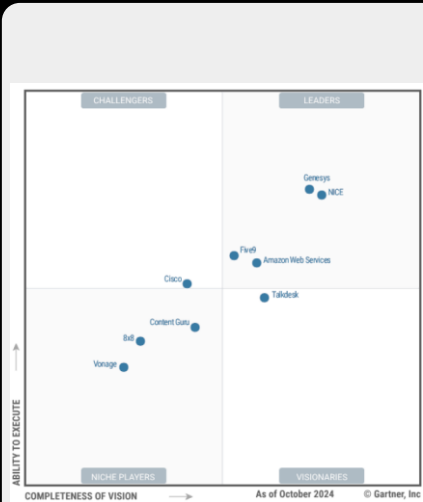 CHALLENGERS
LEADERS
Genesys
NICE
Five9
Amazon Web Services
Cisco
Talkdesk
Content Guru
8x8
Vonage
ABILITY TO EXECUTE
NICHE PLAYERS
VISIONARIES
COMPLETENESS OF VISION
As of October 2024
© Gartner, Inc